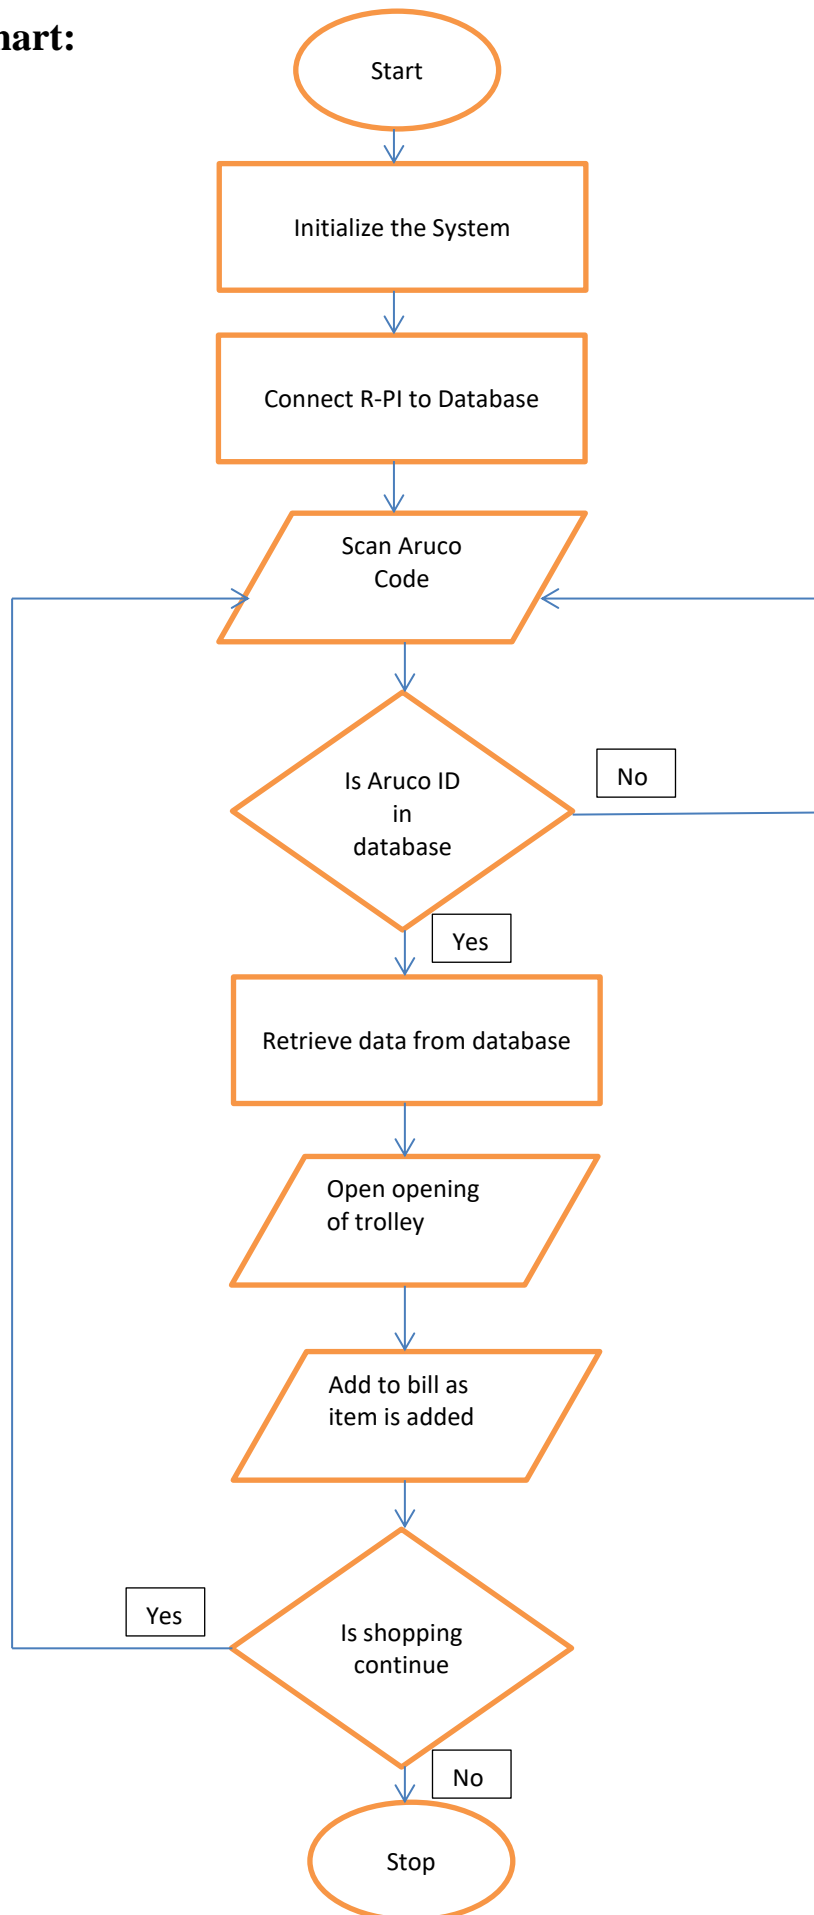 hart:
Start
Initialize the System
Connect R-PI to Database
Scan Aruco
Code
Is Aruco ID
in
database
No
Yes
Retrieve data from database
Open opening
of trolley
Add to bill as
item is added
Yes
Is shopping
continue
No
Stop